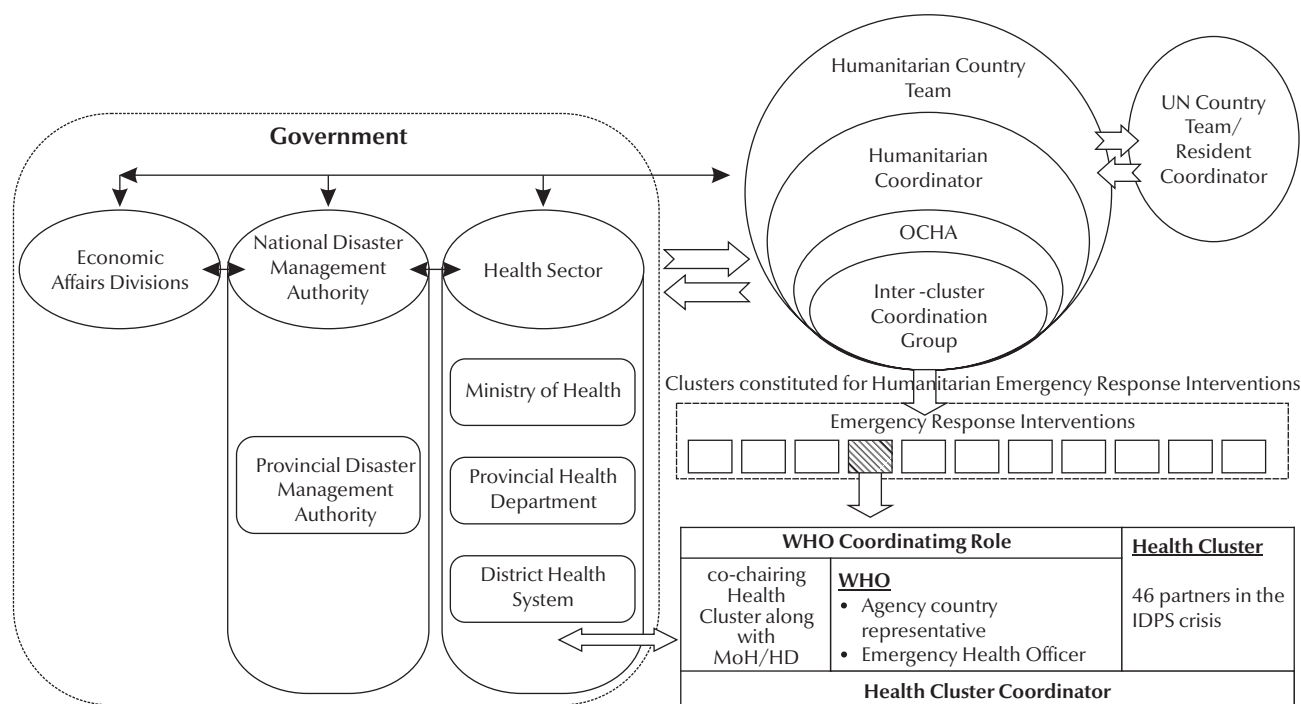 Government
Economic
Affairs Divisions
National Disaster
Management
Authority
Health Sector
Provincial Disaster
Management
Authority
Ministry of Health
Provincial Health
Department
District Health
System
Humanitarian Country
Team
Humanitarian
Coordinator
OCHA
Inter -cluster
Coordination
Group
UN Country
Team/
Resident
Coordinator
Clusters constituted for Humanitarian Emergency Response Interventions
Emergency Response Interventions
WHO Coordinatimg Role
co-chairing
Health
Cluster along
with
MoH/HD
WHO
• Agency country
representative
• Emergency Health Officer
Health Cluster
46 partners in the
IDPS crisis
Health Cluster Coordinator